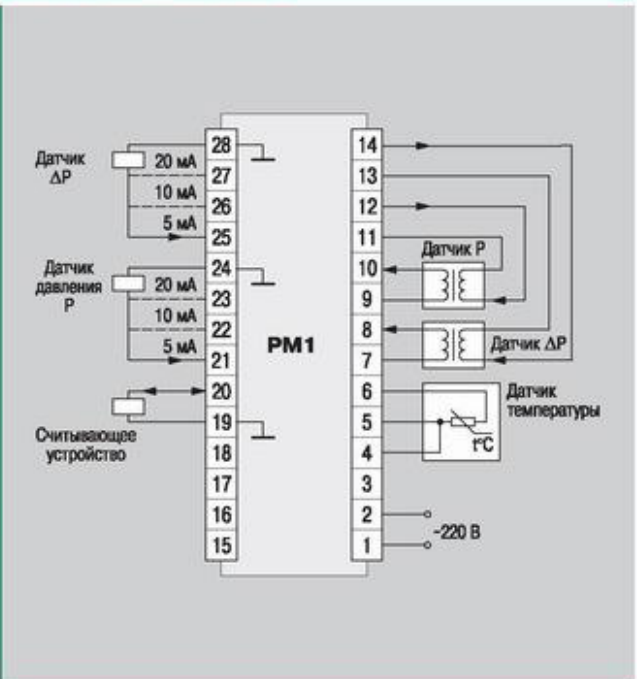 Датчик
ΔP
20 мА
10 мА
5 мА
Датчик
давления
P
20 мА
10 мА
5 мА
Считывающее
устройство
28
27
26
25
24
23
22
21
20
19
18
17
16
15
PM1
14
13
12
11
10
9
8
7
6
5
4
3
2
1
Датчик P
Датчик ΔP
Датчик
температуры
t°C
~220 В